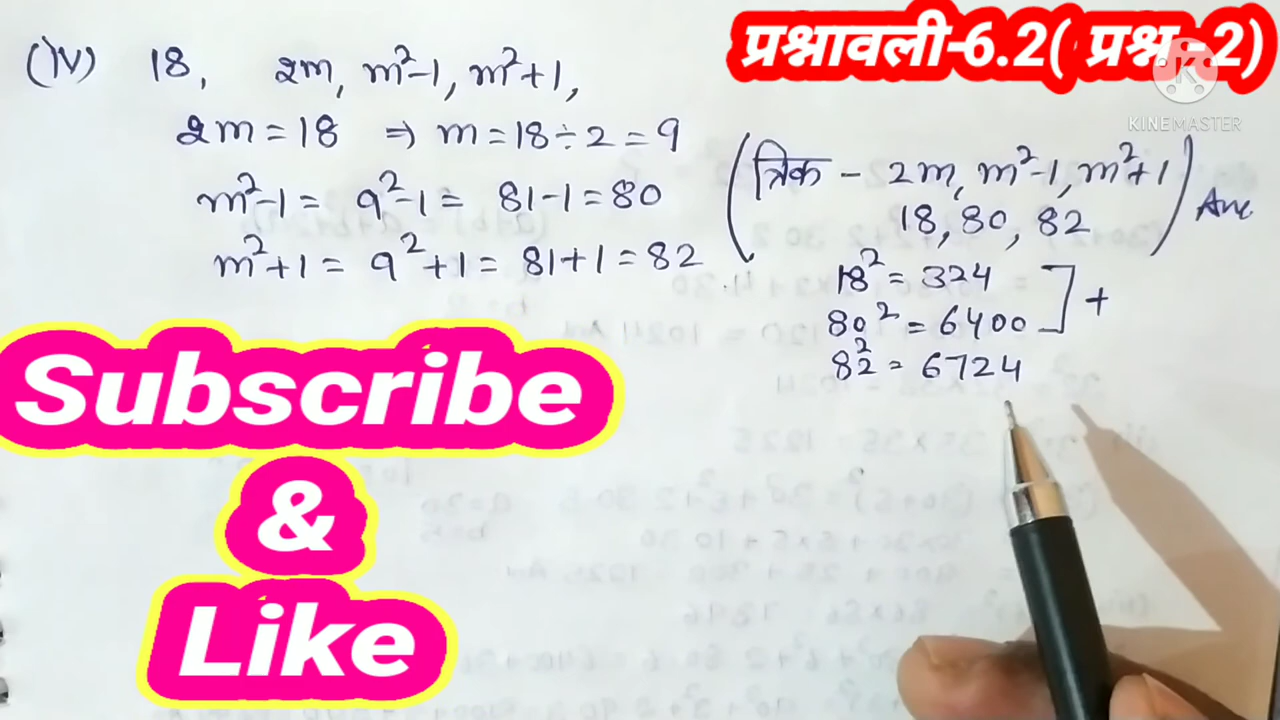 प्रश्नावली-6.2( प्रश्न -2)
KINEMASTER
(iv) 18, 2m, m²-1, m²+1,
2m = 18 ⇒ m = 18 ÷ 2 = 9
m²-1 = 9²-1 = 81-1 = 80
m²+1 = 9²+1 = 81+1 = 82
(त्रिक - 2m, m²-1, m²+1)
18, 80, 82 Ans
18² = 324
80² = 6400 ] +
82² = 6724
Subscribe
&
Like